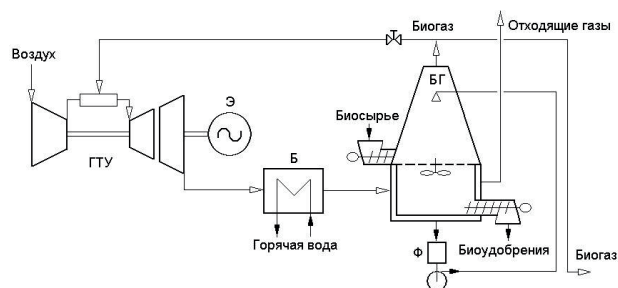 Биогаз
Отходящие газы
Воздух
БГ
Э
Биосырье
ГТУ
Б
Горячая вода
Ф
Биоудобрения
Биогаз